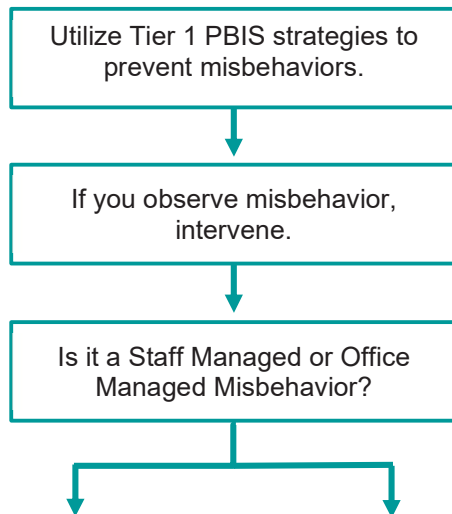 Utilize Tier 1 PBIS strategies to
prevent misbehaviors.
If you observe misbehavior,
intervene.
Is it a Staff Managed or Office
Managed Misbehavior?